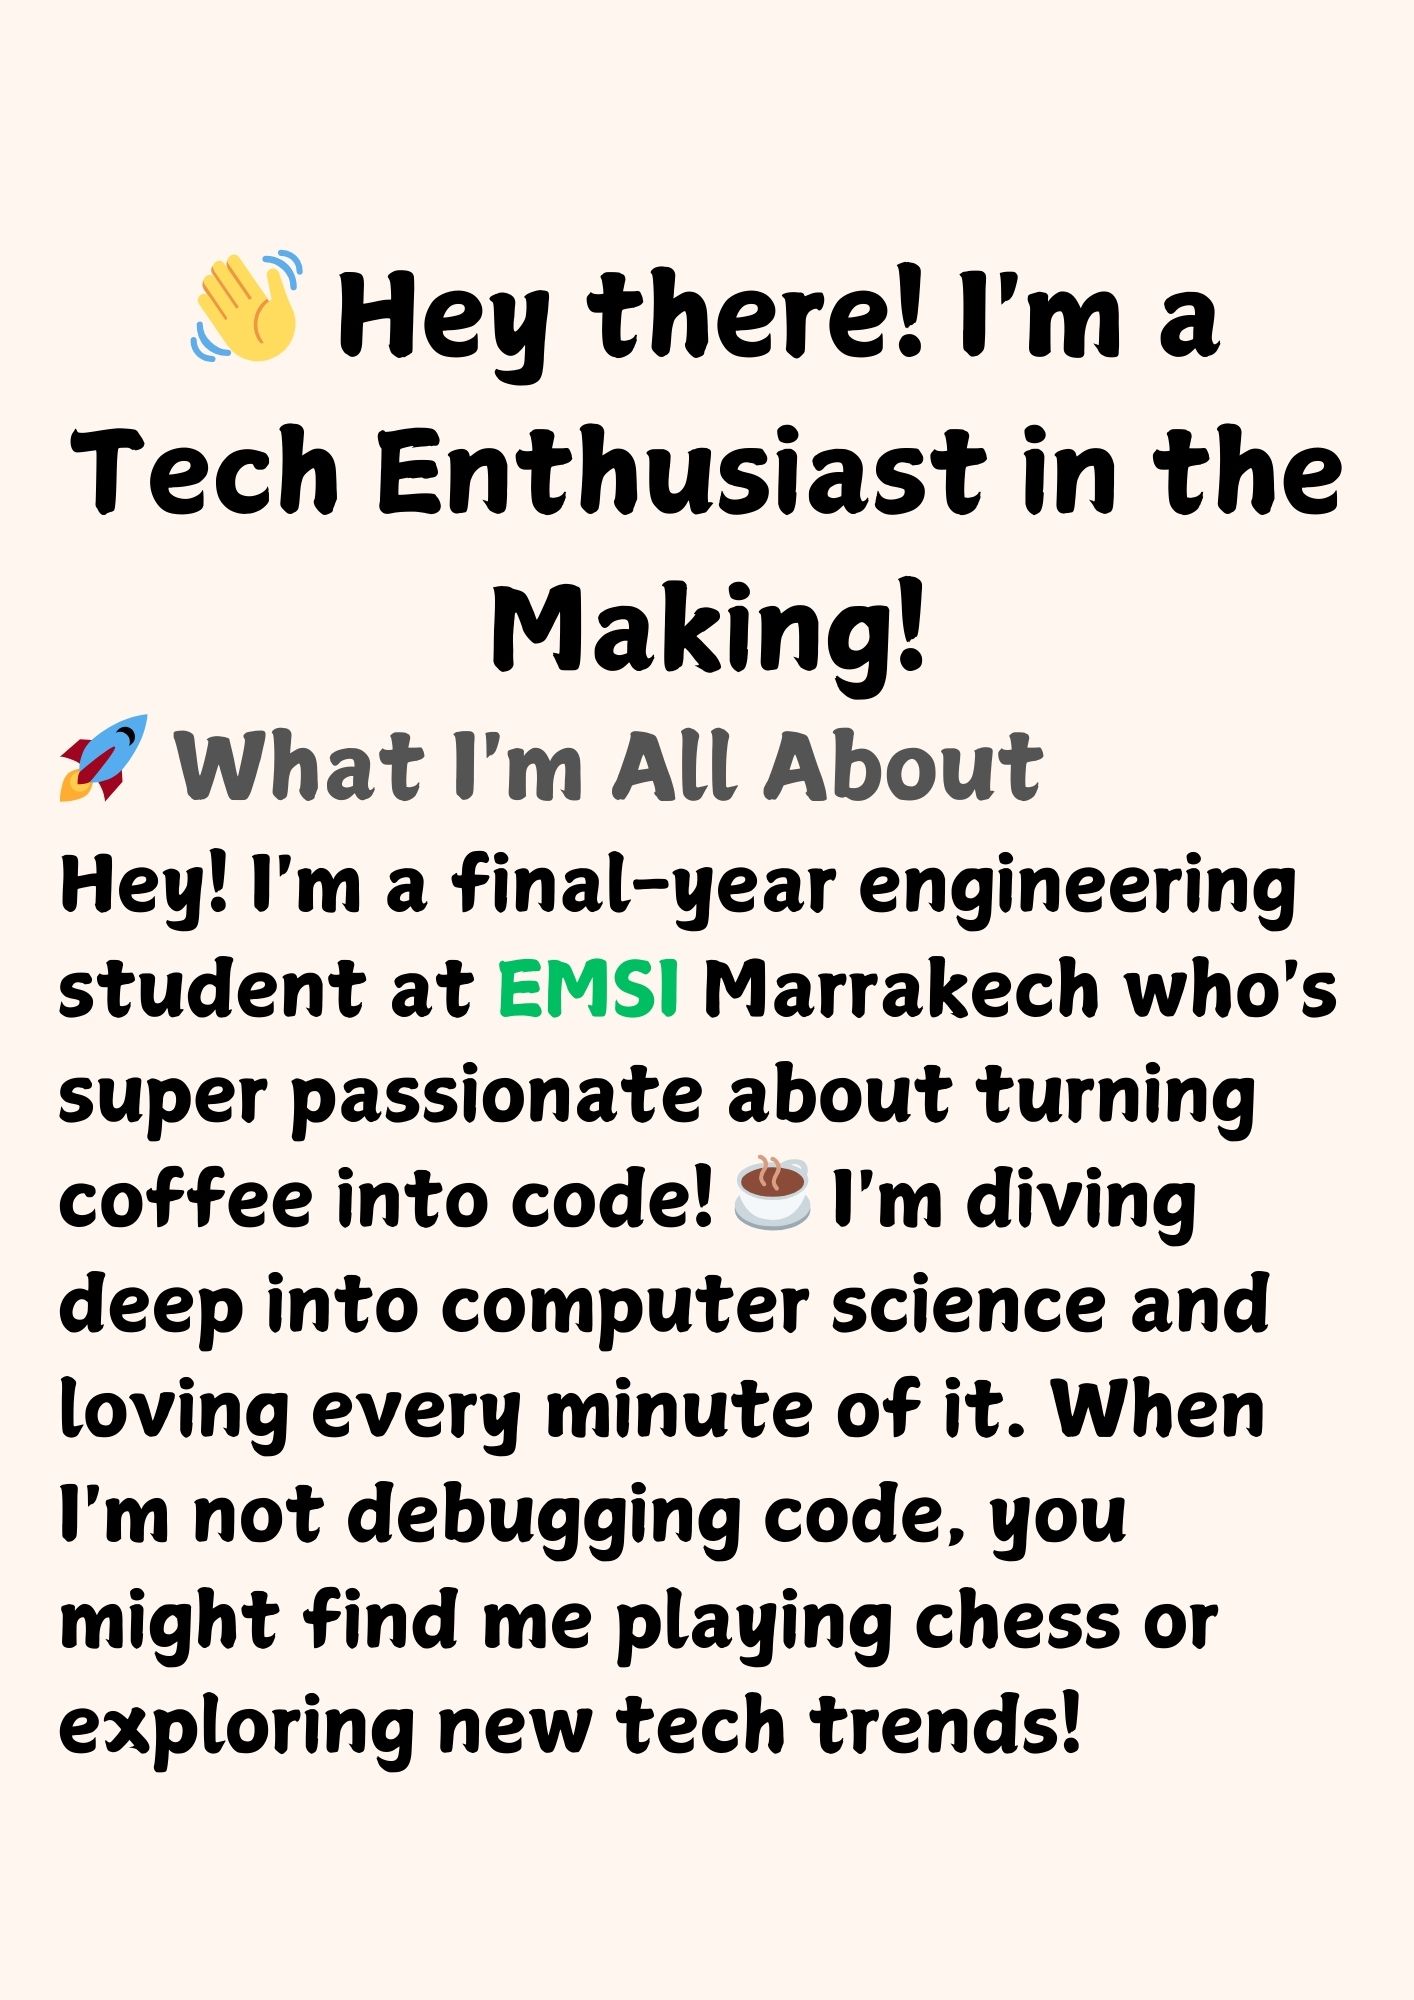 👋 Hey there! I'm a
Tech Enthusiast in the
Making!
🚀 What I'm All About
Hey! I'm a final-year engineering
student at EMSI Marrakech who's
super passionate about turning
coffee into code! ☕ I'm diving
deep into computer science and
loving every minute of it. When
I'm not debugging code, you
might find me playing chess or
exploring new tech trends!